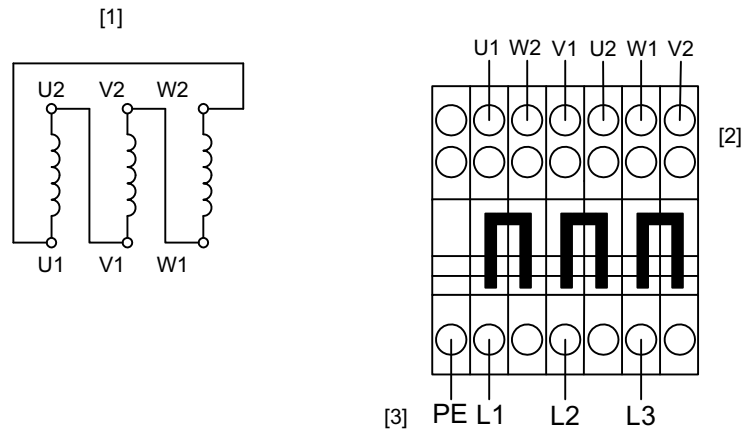 [1]
U2 V2 W2
U1 V1 W1
U1 W2 V1 U2 W1 V2
[2]
[3] PE L1 L2 L3